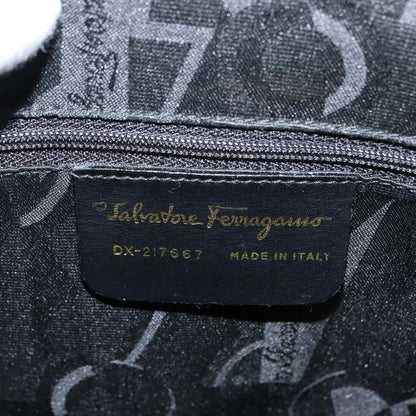 Salvatore Ferragamo
DX-217667 MADE IN ITALY